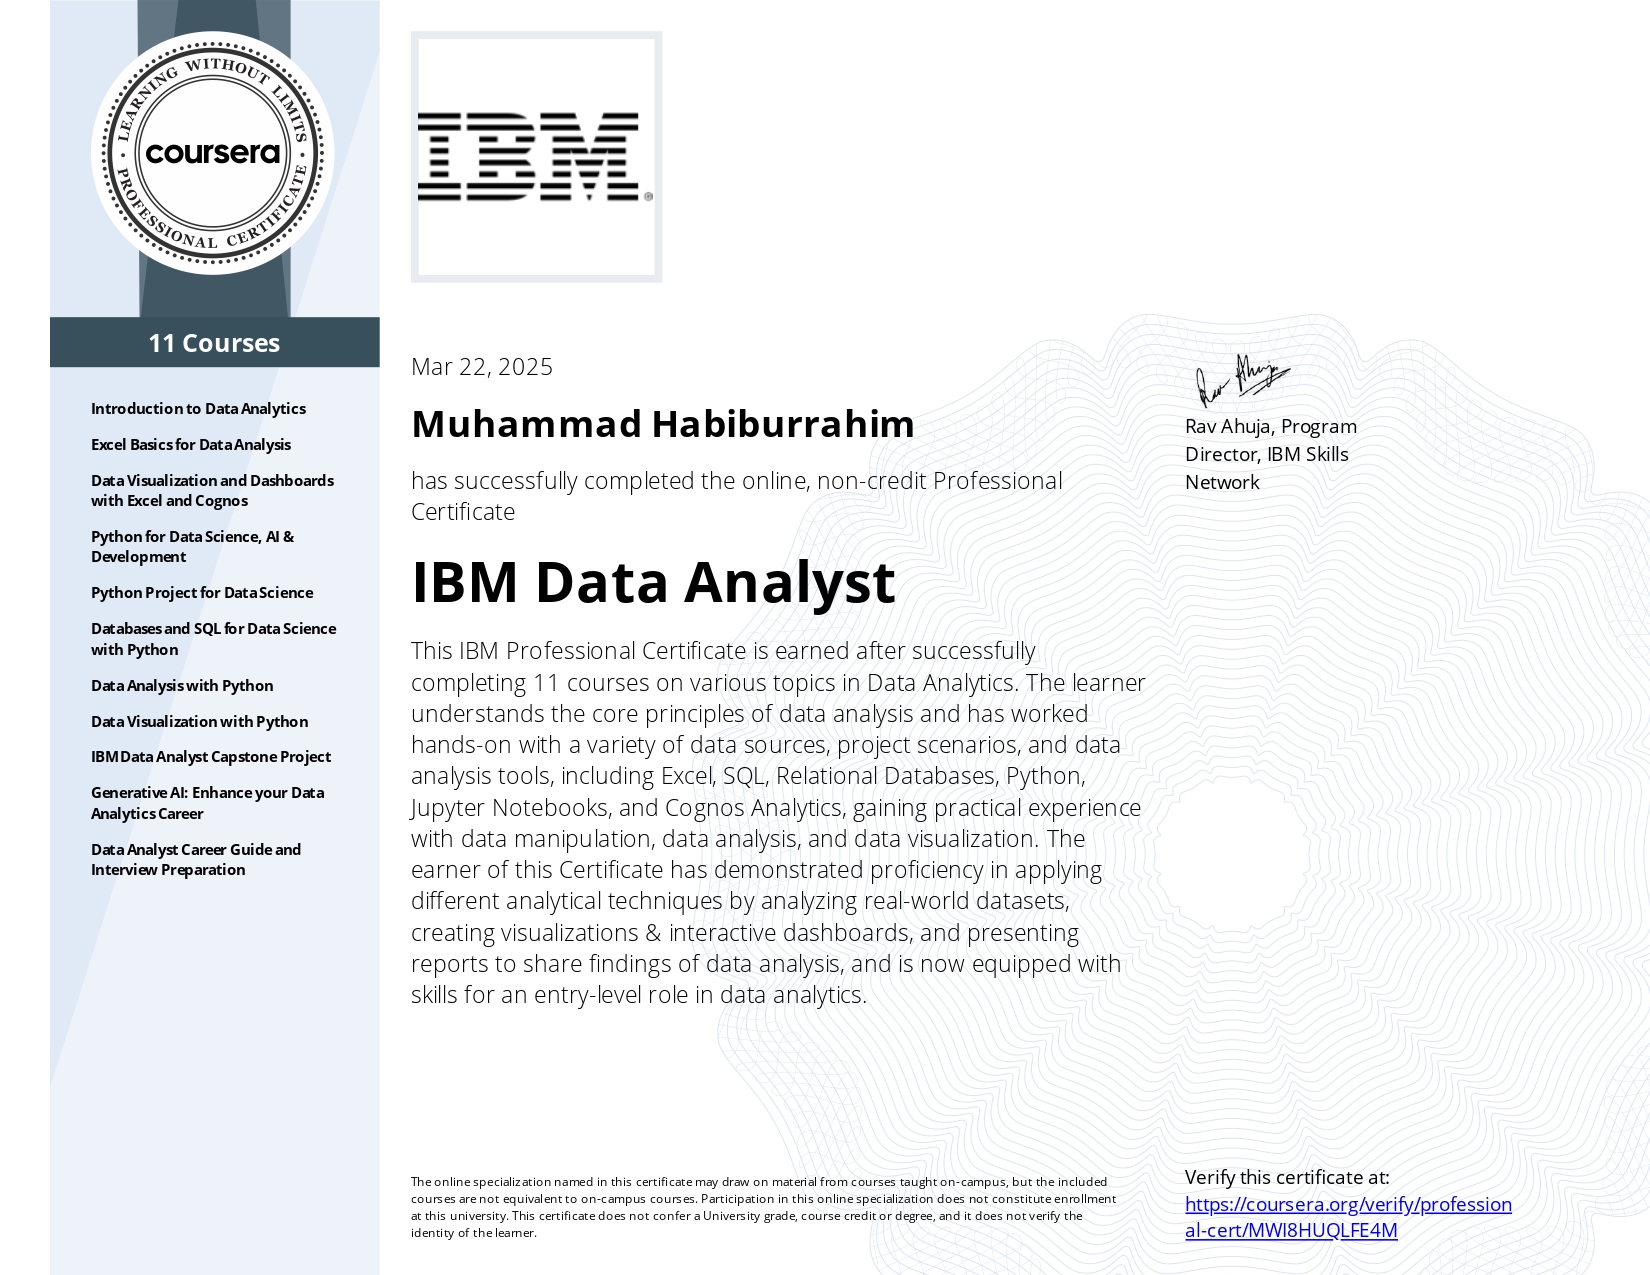 LEARNING WITHOUT LIMITS
coursera
PROFESSIONAL CERTIFICATE
11 Courses
Introduction to Data Analytics
Excel Basics for Data Analysis
Data Visualization and Dashboards
with Excel and Cognos
Python for Data Science, AI &
Development
Python Project for Data Science
Databases and SQL for Data Science
with Python
Data Analysis with Python
Data Visualization with Python
IBM Data Analyst Capstone Project
Generative AI: Enhance your Data
Analytics Career
Data Analyst Career Guide and
Interview Preparation
IBM®
Mar 22, 2025
Muhammad Habiburrahim
has successfully completed the online, non-credit Professional
Certificate
IBM Data Analyst
This IBM Professional Certificate is earned after successfully
completing 11 courses on various topics in Data Analytics. The learner
understands the core principles of data analysis and has worked
hands-on with a variety of data sources, project scenarios, and data
analysis tools, including Excel, SQL, Relational Databases, Python,
Jupyter Notebooks, and Cognos Analytics, gaining practical experience
with data manipulation, data analysis, and data visualization. The
earner of this Certificate has demonstrated proficiency in applying
different analytical techniques by analyzing real-world datasets,
creating visualizations & interactive dashboards, and presenting
reports to share findings of data analysis, and is now equipped with
skills for an entry-level role in data analytics.
Rav Ahuja
Rav Ahuja, Program
Director, IBM Skills
Network
The online specialization named in this certificate may draw on material from courses taught on-campus, but the included
courses are not equivalent to on-campus courses. Participation in this online specialization does not constitute enrollment
at this university. This certificate does not confer a University grade, course credit or degree, and it does not verify the
identity of the learner.
Verify this certificate at:
https://coursera.org/verify/profession
al-cert/MWI8HUQLFE4M